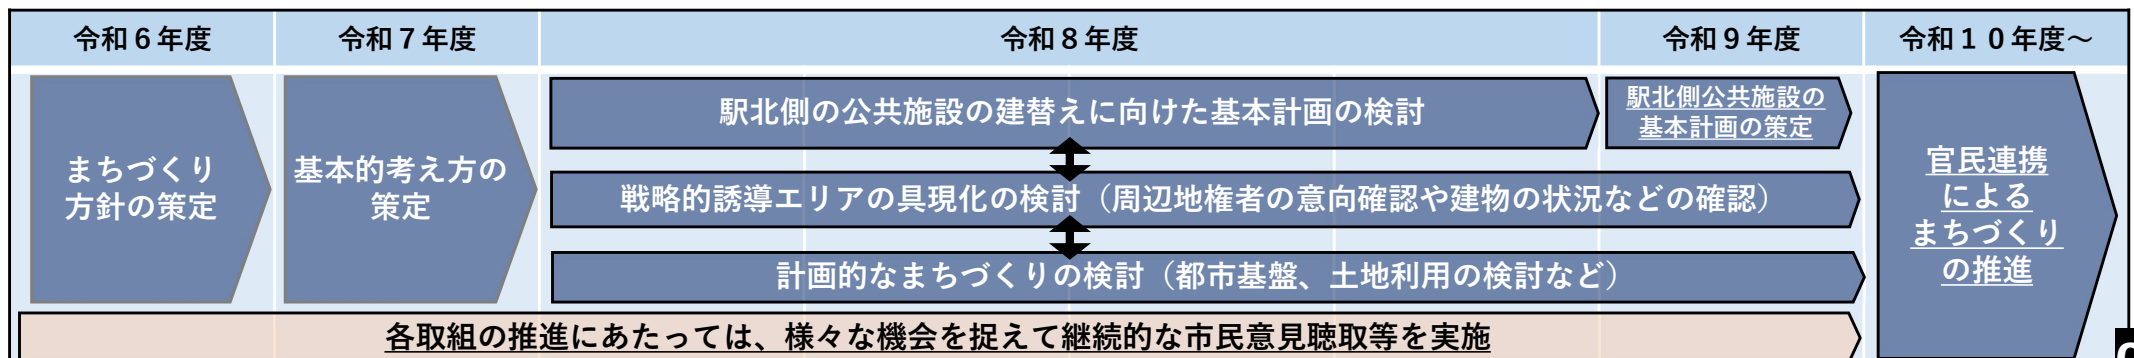 令和６年度
令和７年度
令和８年度
令和９年度
令和１０年度～
まちづくり
方針の策定
基本的考え方の
策定
駅北側の公共施設の建替えに向けた基本計画の検討
駅北側公共施設の
基本計画の策定
戦略的誘導エリアの具現化の検討（周辺地権者の意向確認や建物の状況などの確認）
計画的なまちづくりの検討（都市基盤、土地利用の検討など）
官民連携
による
まちづくり
の推進
各取組の推進にあたっては、様々な機会を捉えて継続的な市民意見聴取等を実施